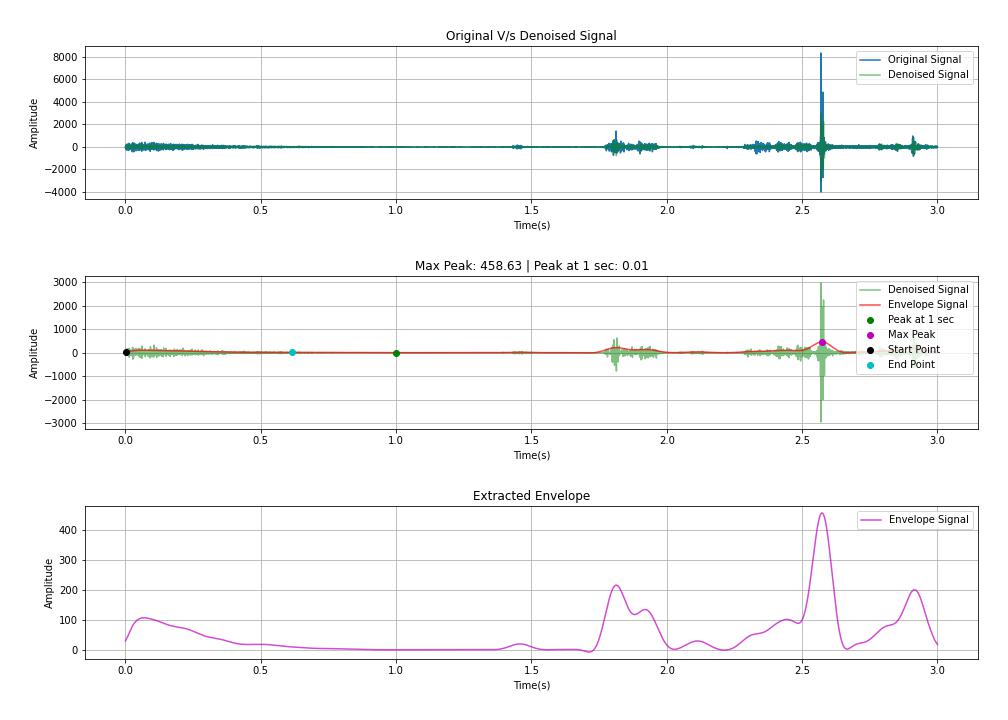 Original V/s Denoised Signal
Amplitude
8000
6000
4000
2000
0
−2000
−4000
Original Signal
Denoised Signal
0.0 0.5 1.0 1.5 2.0 2.5 3.0
Time(s)
Max Peak: 458.63 | Peak at 1 sec: 0.01
Amplitude
3000
2000
1000
0
−1000
−2000
−3000
Denoised Signal
Envelope Signal
Peak at 1 sec
Max Peak
Start Point
End Point
0.0 0.5 1.0 1.5 2.0 2.5 3.0
Time(s)
Extracted Envelope
Amplitude
400
300
200
100
0
Envelope Signal
0.0 0.5 1.0 1.5 2.0 2.5 3.0
Time(s)